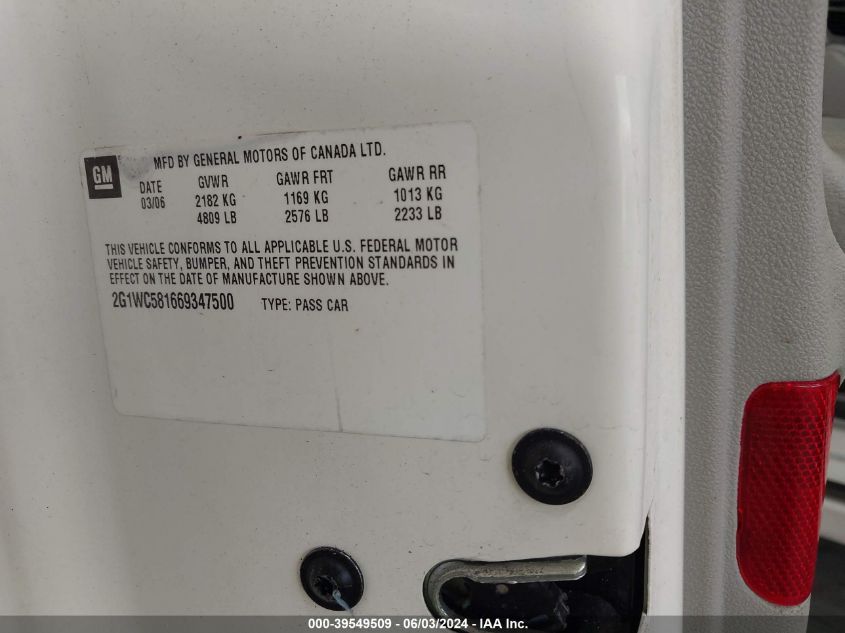 GM
MFD BY GENERAL MOTORS OF CANADA LTD.
DATE GVWR GAWR FRT GAWR RR
03/06 2182 KG 1169 KG 1013 KG
4809 LB 2576 LB 2233 LB
THIS VEHICLE CONFORMS TO ALL APPLICABLE U.S. FEDERAL MOTOR
VEHICLE SAFETY, BUMPER, AND THEFT PREVENTION STANDARDS IN
EFFECT ON THE DATE OF MANUFACTURE SHOWN ABOVE.
2G1WC581669347500 TYPE: PASS CAR
000-39549509 / 06/03/2024 - IAA Inc.